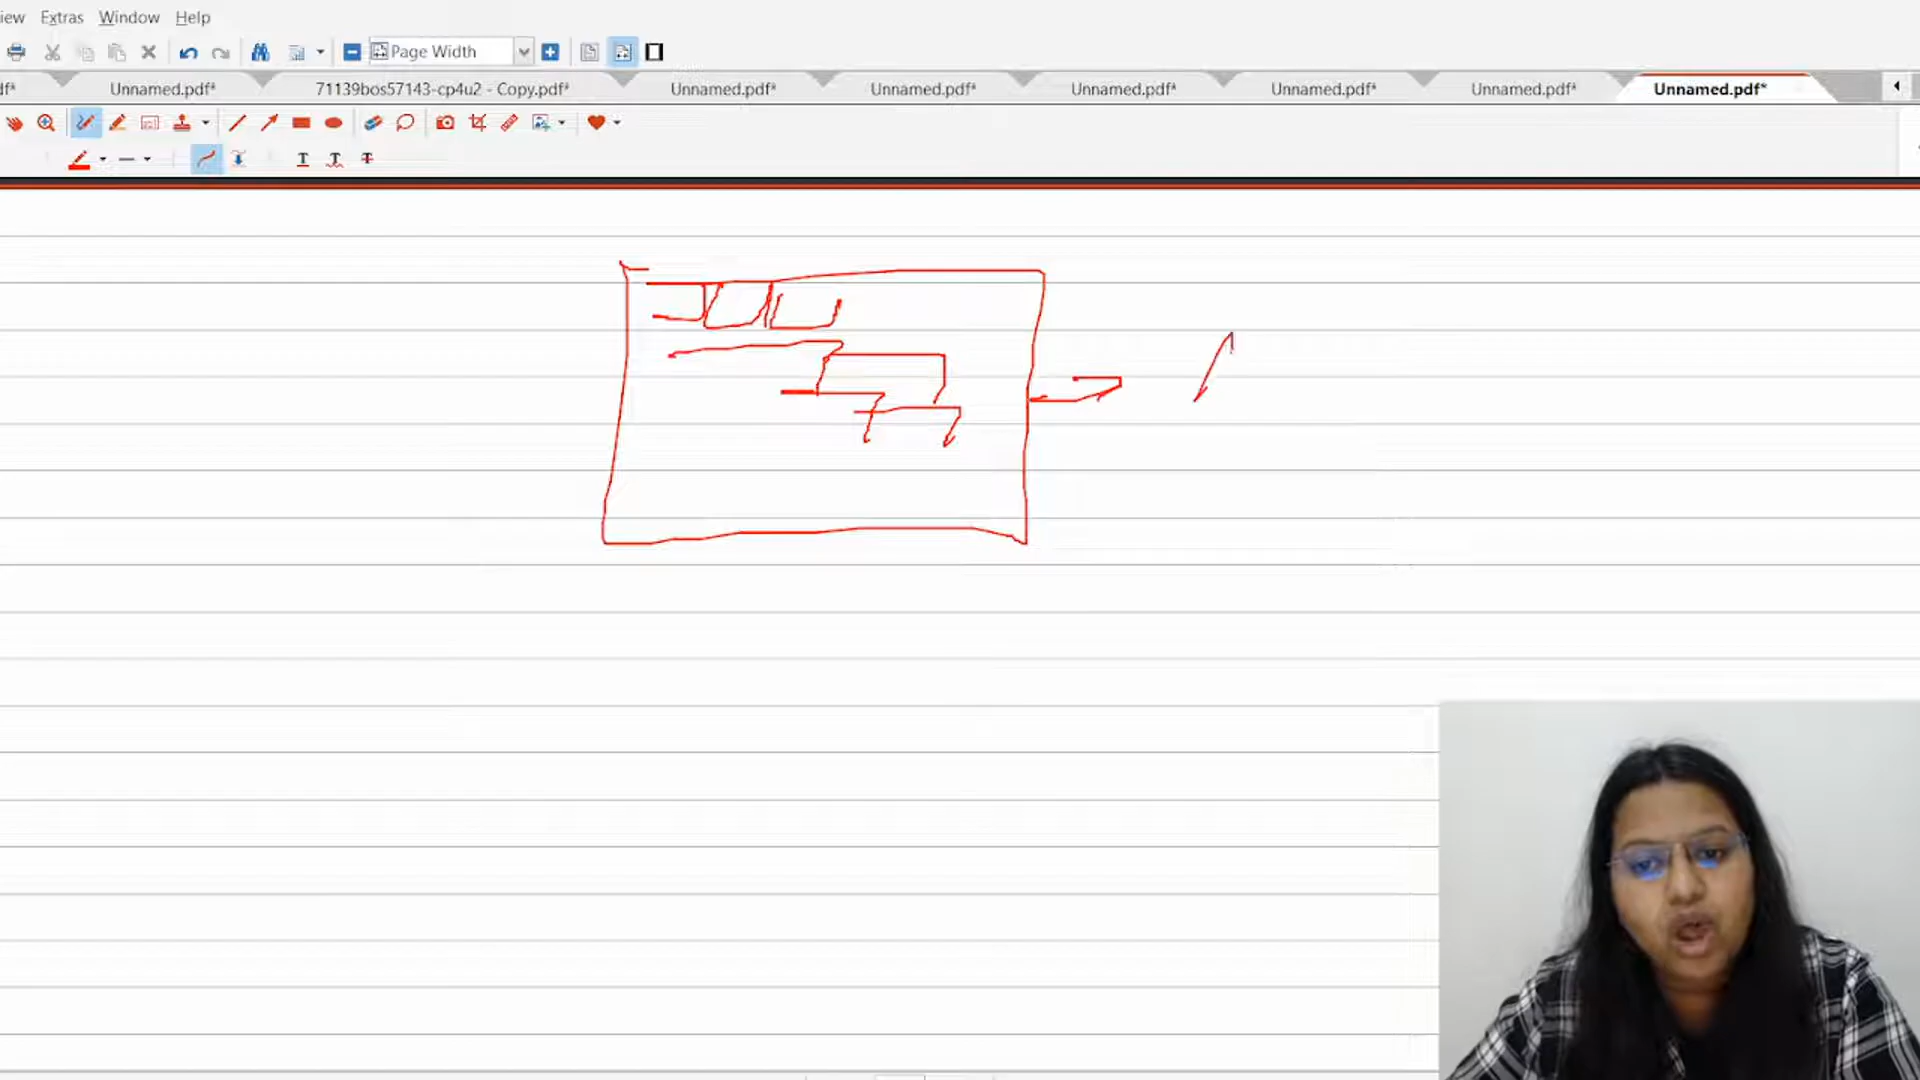 iew Extras Window Help
Page Width
df* Unnamed.pdf* 71139bos57143-cp4u2 - Copy.pdf* Unnamed.pdf* Unnamed.pdf* Unnamed.pdf* Unnamed.pdf* Unnamed.pdf* Unnamed.pdf*
T T T